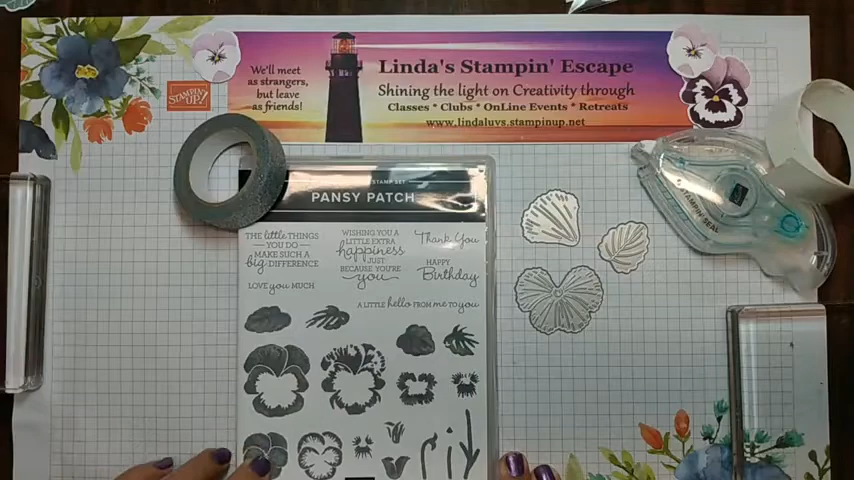 We'll meet
as strangers,
but leave
as friends!
STAMPIN' UP!
Linda's Stampin' Escape
Shining the light on Creativity through
Classes * Clubs * OnLine Events * Retreats
www.lindaluvs.stampinup.net
STAMPIN' SEAL
STAMP SET
PANSY PATCH
THE little THINGS
YOU DO
MAKE SUCH A
big DIFFERENCE
LOVE you MUCH
WISHING YOU A
LITTLE EXTRA
happiness
JUST
BECAUSE YOU'RE
you
Thank You
HAPPY
Birthday
A LITTLE hello FROM me TO you